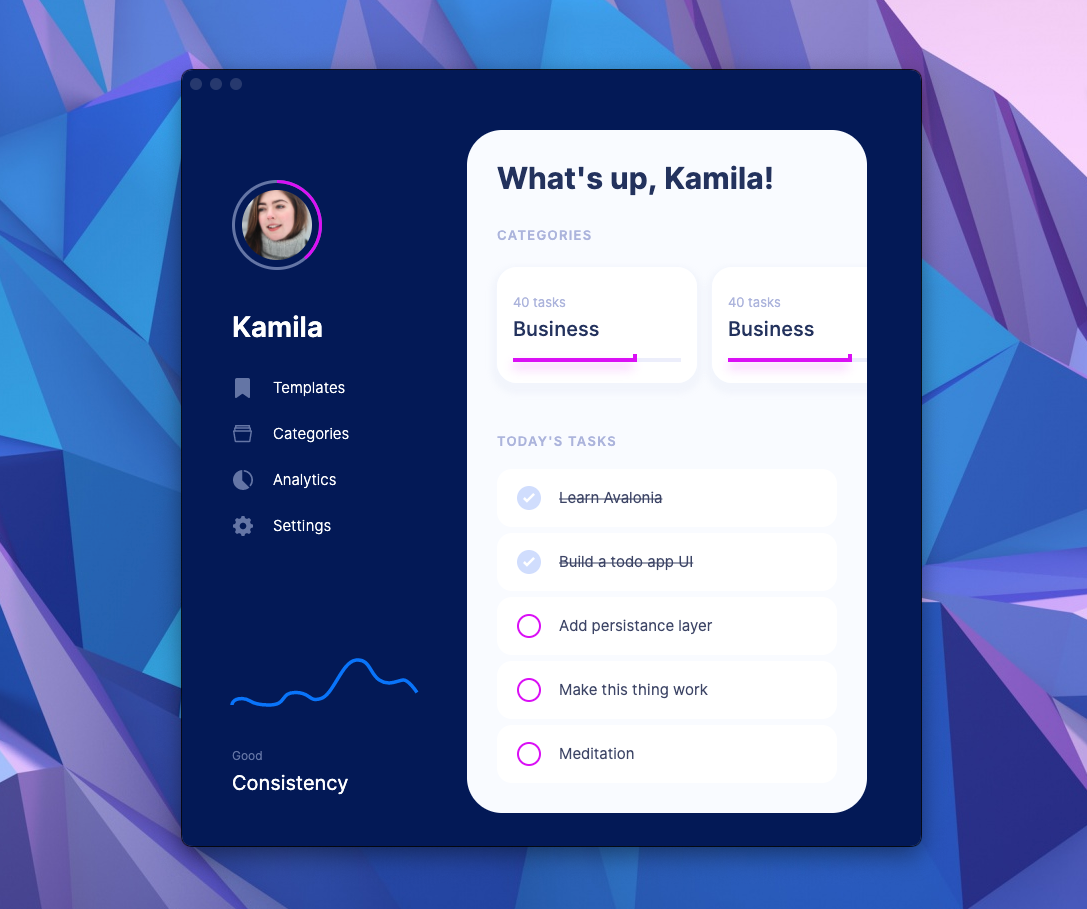 Kamila
Templates
Categories
Analytics
Settings
Good
Consistency
What's up, Kamila!
CATEGORIES
40 tasks
Business
40 tasks
Business
TODAY'S TASKS
Learn Avalonia
Build a todo app UI
Add persistance layer
Make this thing work
Meditation